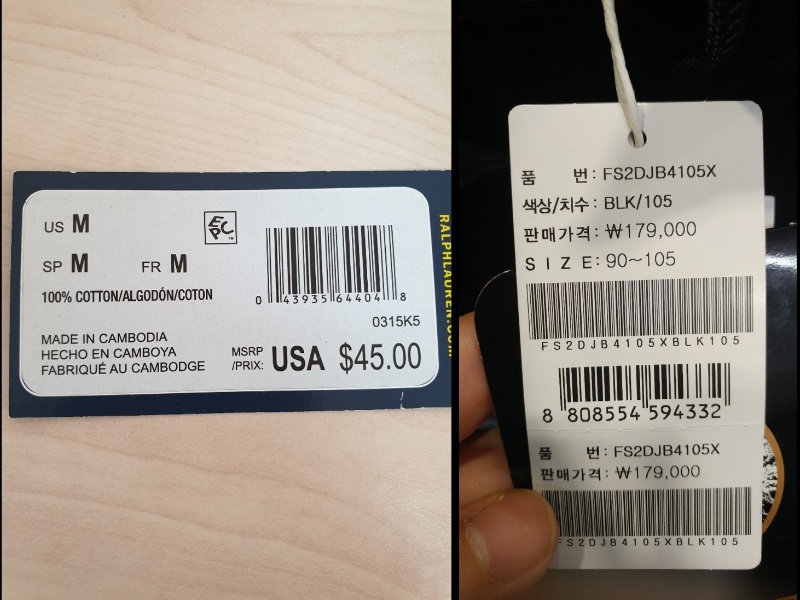 US M
EPC™
SP M FR M
100% COTTON/ALGODÓN/COTON
0 43935 64404 8
0315K5
MADE IN CAMBODIA
HECHO EN CAMBOYA
FABRIQUÉ AU CAMBODGE
MSRP
/PRIX: USA $45.00
RALPHLAUREN.COM
품 번: FS2DJB4105X
색상/치수: BLK/105
판매가격: ₩179,000
SIZE: 90~105
FS2DJB4105XBLK105
8 808554 594332
품 번: FS2DJB4105X
판매가격: ₩179,000
FS2DJB4105XBLK105